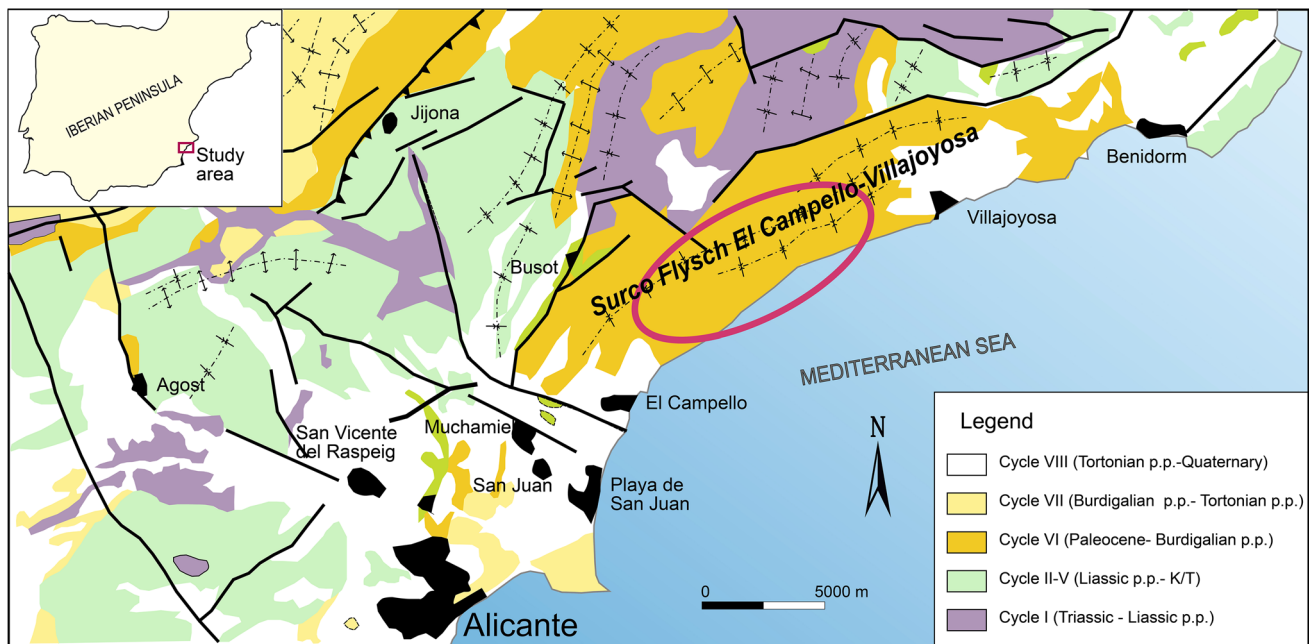 IBERIAN PENINSULA
Study
area
Jijona
Benidorm
Surco Flysch El Campello-Villajoyosa
Villajoyosa
Busot
MEDITERRANEAN SEA
Agost
El Campello
San Vicente
del Raspeig
Muchamiel
San Juan
Playa de
San Juan
N
0 5000 m
Alicante
Legend
Cycle VIII (Tortonian p.p.-Quaternary)
Cycle VII (Burdigalian p.p.- Tortonian p.p.)
Cycle VI (Paleocene- Burdigalian p.p.)
Cycle II-V (Liassic p.p.- K/T)
Cycle I (Triassic - Liassic p.p.)